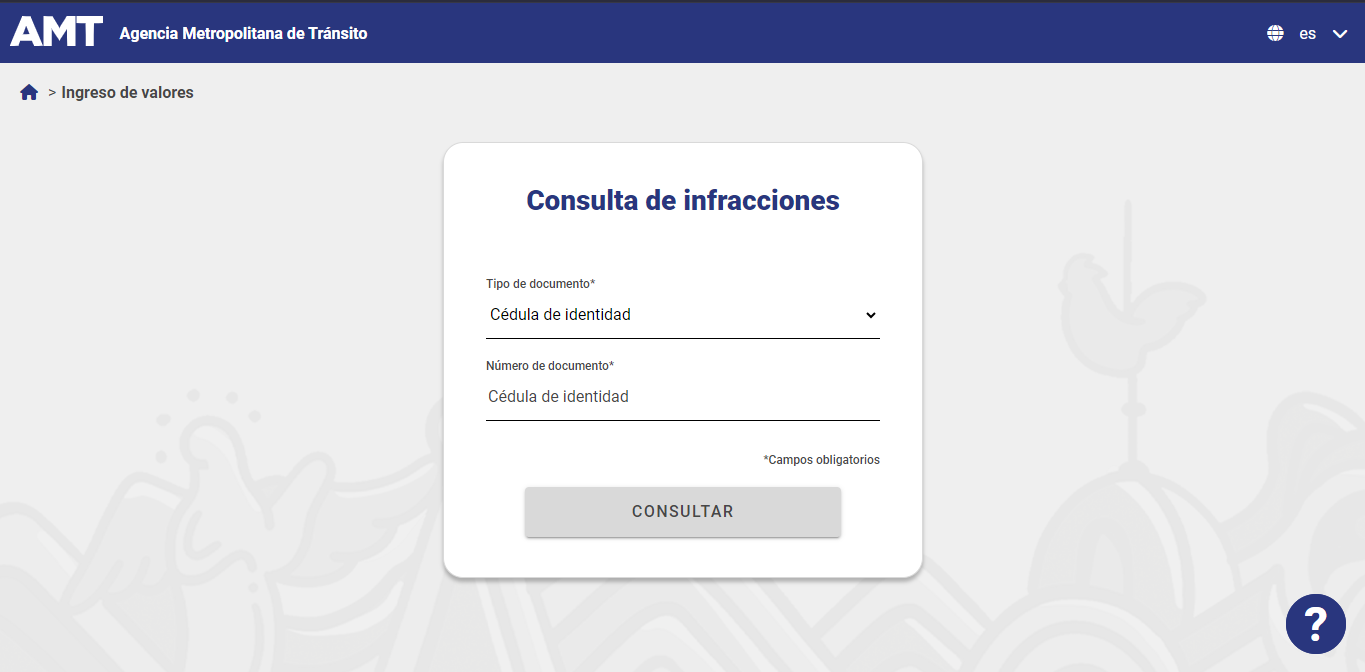 AMT Agencia Metropolitana de Tránsito es
> Ingreso de valores
Consulta de infracciones
Tipo de documento*
Cédula de identidad
Número de documento*
Cédula de identidad
*Campos obligatorios
CONSULTAR
?